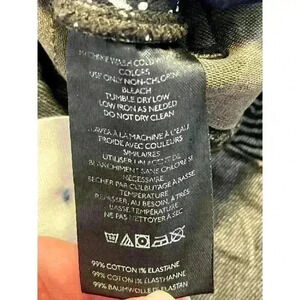 MACHINE WASH COLD W
COLORS
USE ONLY NON-CHLORINE
BLEACH
TUMBLE DRY LOW
LOW IRON AS NEEDED
DO NOT DRY CLEAN
LAVER À LA MACHINE À L'EAU
FROIDE AVEC COULEURS
SIMILAIRES
UTILISER UN AGENT DE
BLANCHIMENT SANS CHLORE SI
NÉCESSAIRE
SÉCHER PAR CULBUTAGE À BASSE
TEMPÉRATURE
REPASSER, AU BESOIN, À TRÈS
BASSE TEMPÉRATURE
NE PAS NETTOYER À SEC
99% COTTON 1% ELASTANE
99% COTTON 1% ÉLASTHANNE
99% BAUMWOLLE 1% ELASTAN